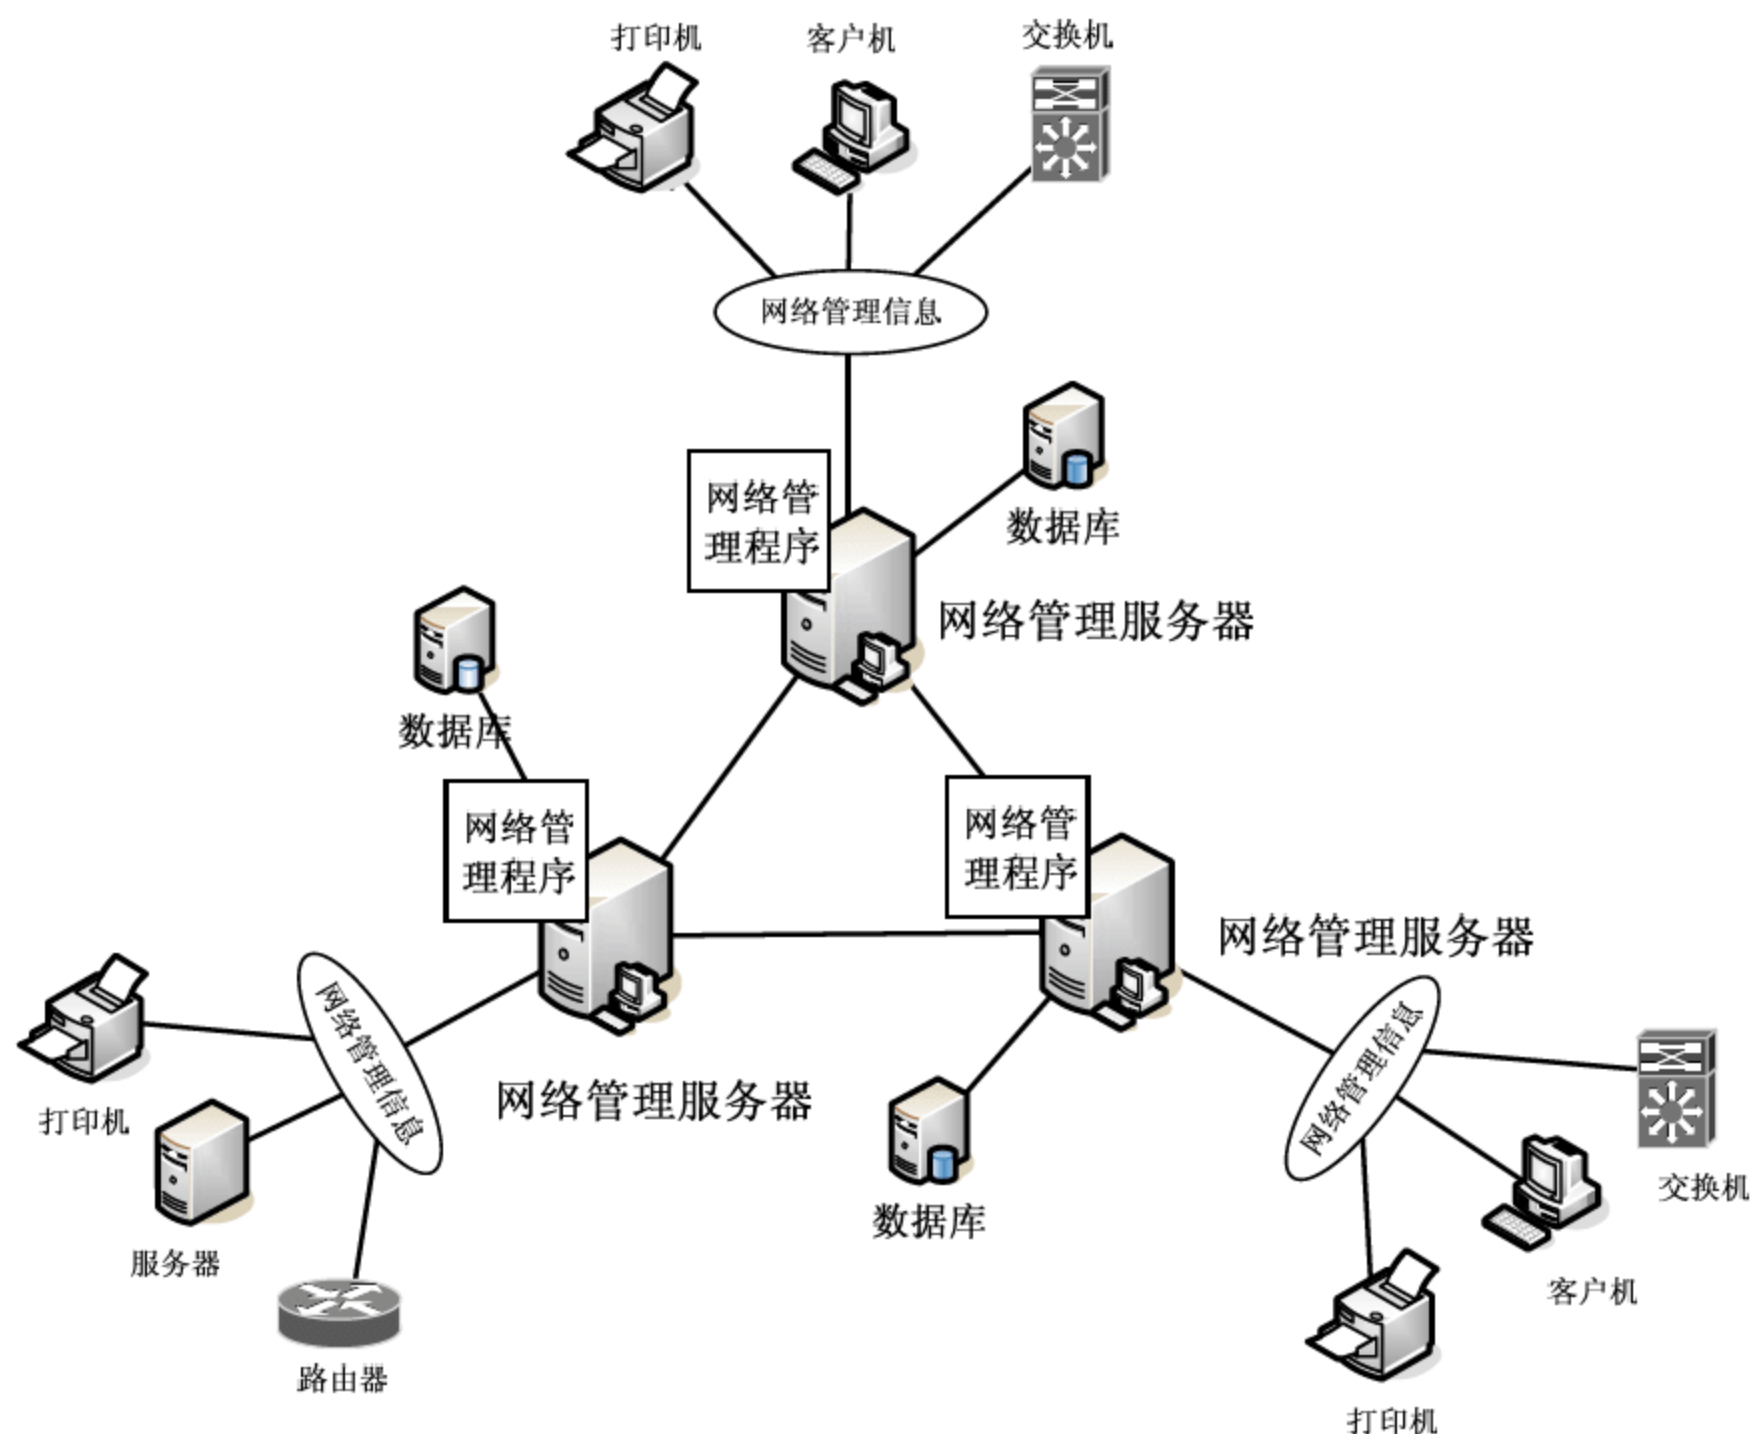 打印机
客户机
交换机
网络管理信息
网络管
理程序
数据库
网络管理服务器
数据库
网络管
理程序
网络管
理程序
网络管理服务器
网络管理信息
网络管理服务器
网络管理信息
打印机
服务器
路由器
数据库
交换机
客户机
打印机